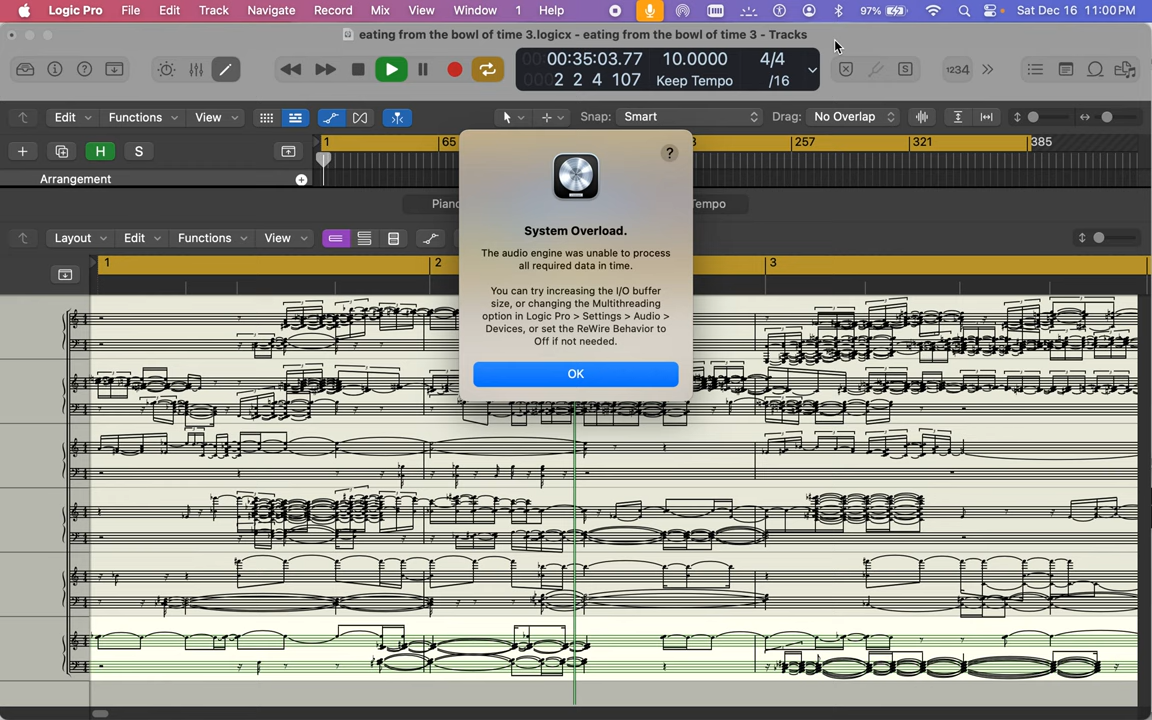 Logic Pro File Edit Track Navigate Record Mix View Window 1 Help 97% Sat Dec 16 11:00 PM
eating from the bowl of time 3.logicx - eating from the bowl of time 3 - Tracks
00:00:35:03.77 10.0000 4/4
000 2 2 4 107 Keep Tempo /16
1234
Edit Functions View Snap: Smart Drag: No Overlap
H S
1 65 257 321 385
Arrangement
System Overload.
The audio engine was unable to process
all required data in time.
You can try increasing the I/O buffer
size, or changing the Multithreading
option in Logic Pro > Settings > Audio >
Devices, or set the ReWire Behavior to
Off if not needed.
OK
?
Layout Edit Functions View
1 2 3